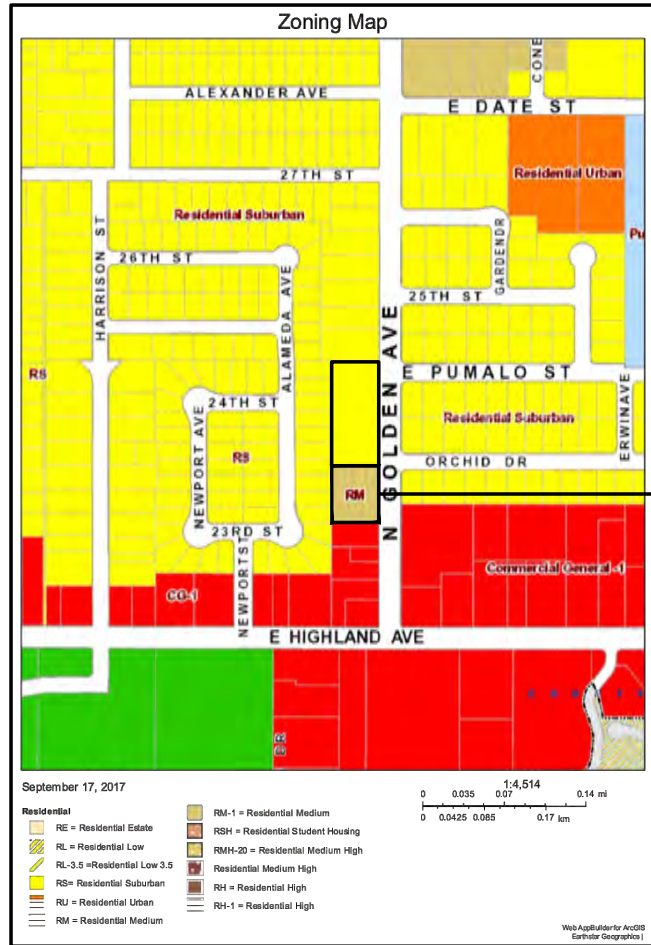 Zoning Map
ALEXANDER AVE
CONE
E DATE ST
27TH ST
Residential Urban
Residential Suburban
Pu
HARRISON ST
26TH ST
GARDENDR
ALAMEDA AVE
25TH ST
N GOLDEN AVE
E PUMALO ST
RS
24TH ST
Residential Suburban
ERWINAVE
NEWPORT AVE
RS
ORCHID DR
RM
23RD ST
NEWPORTST
Commercial General -1
CG-1
E HIGHLAND AVE
September 17, 2017
1:4,514
0 0.035 0.07 0.14 mi
0 0.0425 0.085 0.17 km
Residential
RE = Residential Estate
RL = Residential Low
RL-3.5 =Residential Low 3.5
RS= Residential Suburban
RU = Residential Urban
RM = Residential Medium
RM-1 = Residential Medium
RSH = Residential Student Housing
RMH-20 = Residential Medium High
Residential Medium High
RH = Residential High
RH-1 = Residential High
Web AppBuilder for ArcGIS
Earthstar Geographics |